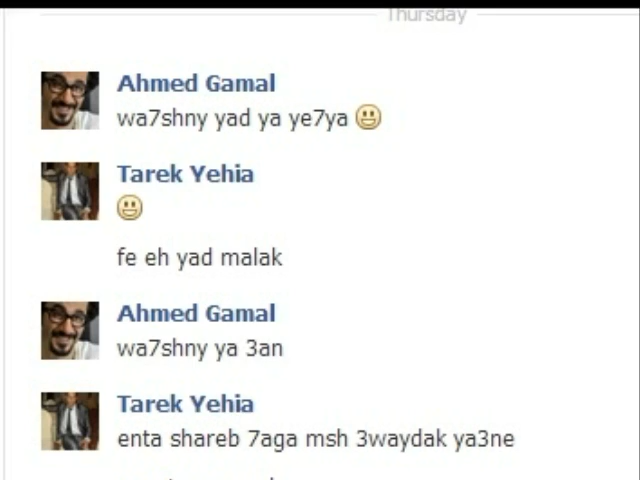 Thursday
Ahmed Gamal
wa7shny yad ya ye7ya
Tarek Yehia
fe eh yad malak
Ahmed Gamal
wa7shny ya 3an
Tarek Yehia
enta shareb 7aga msh 3waydak ya3ne